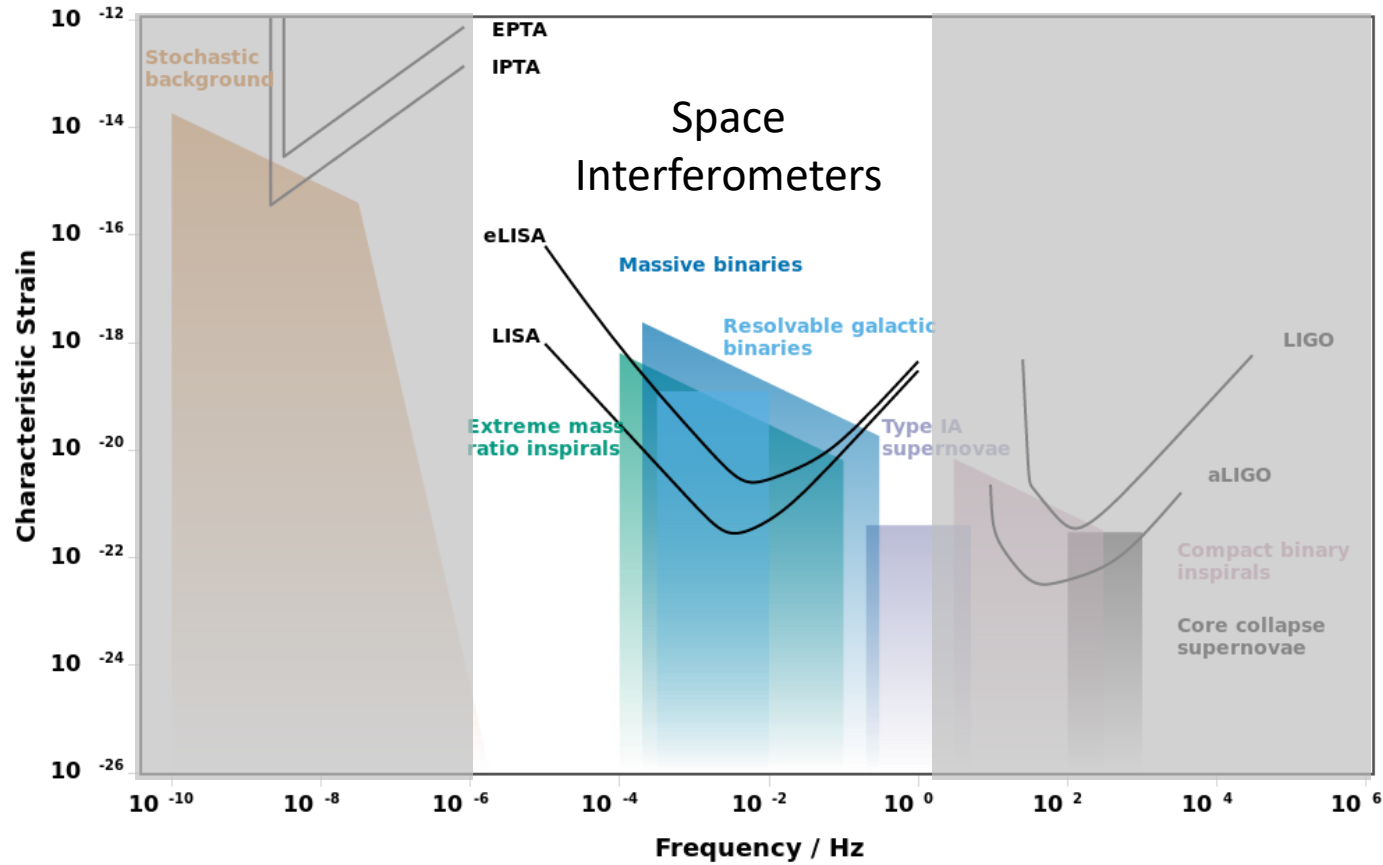 10 -12
EPTA
Stochastic
background
IPTA
Space
Interferometers
10 -14
10 -16
eLISA
Massive binaries
Characteristic Strain
10 -18
LISA
Resolvable galactic
binaries
LIGO
10 -20
Extreme mass
ratio inspirals
Type IA
supernovae
aLIGO
10 -22
Compact binary
inspirals
Core collapse
supernovae
10 -24
10 -26
10 -10 10 -8 10 -6 10 -4 10 -2 10 0 10 2 10 4 10 6
Frequency / Hz